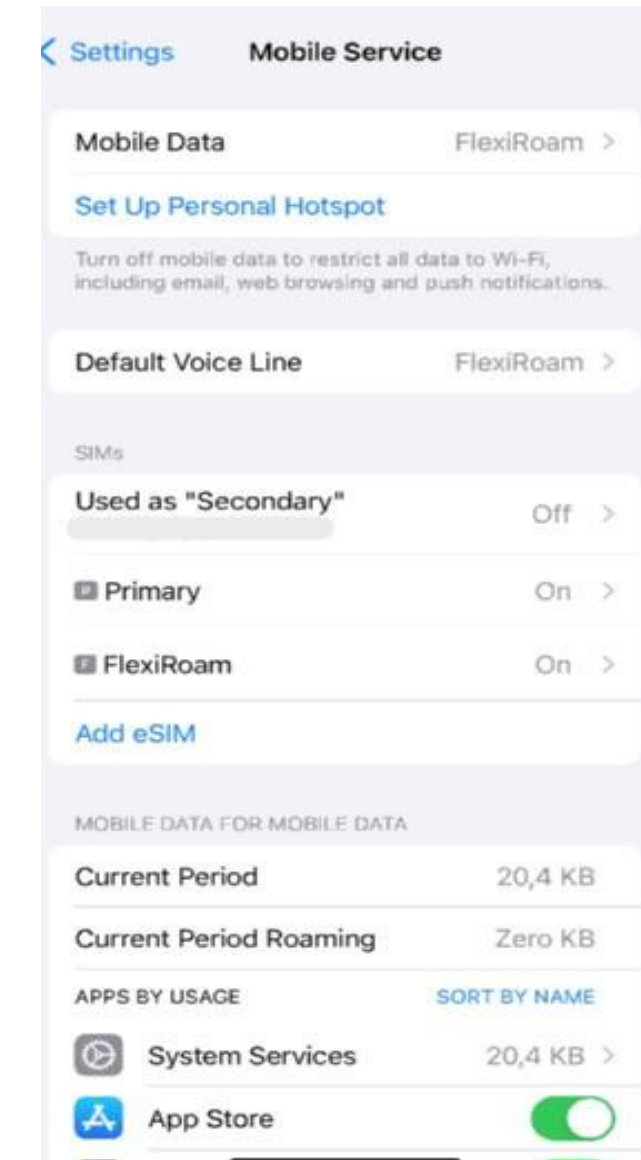 Settings Mobile Service
Mobile Data FlexiRoam
Set Up Personal Hotspot
Turn off mobile data to restrict all data to Wi-Fi,
including email, web browsing and push notifications.
Default Voice Line FlexiRoam
SIMs
Used as "Secondary" Off
P Primary On
F FlexiRoam On
Add eSIM
MOBILE DATA FOR MOBILE DATA
Current Period 20,4 KB
Current Period Roaming Zero KB
APPS BY USAGE SORT BY NAME
System Services 20,4 KB
App Store